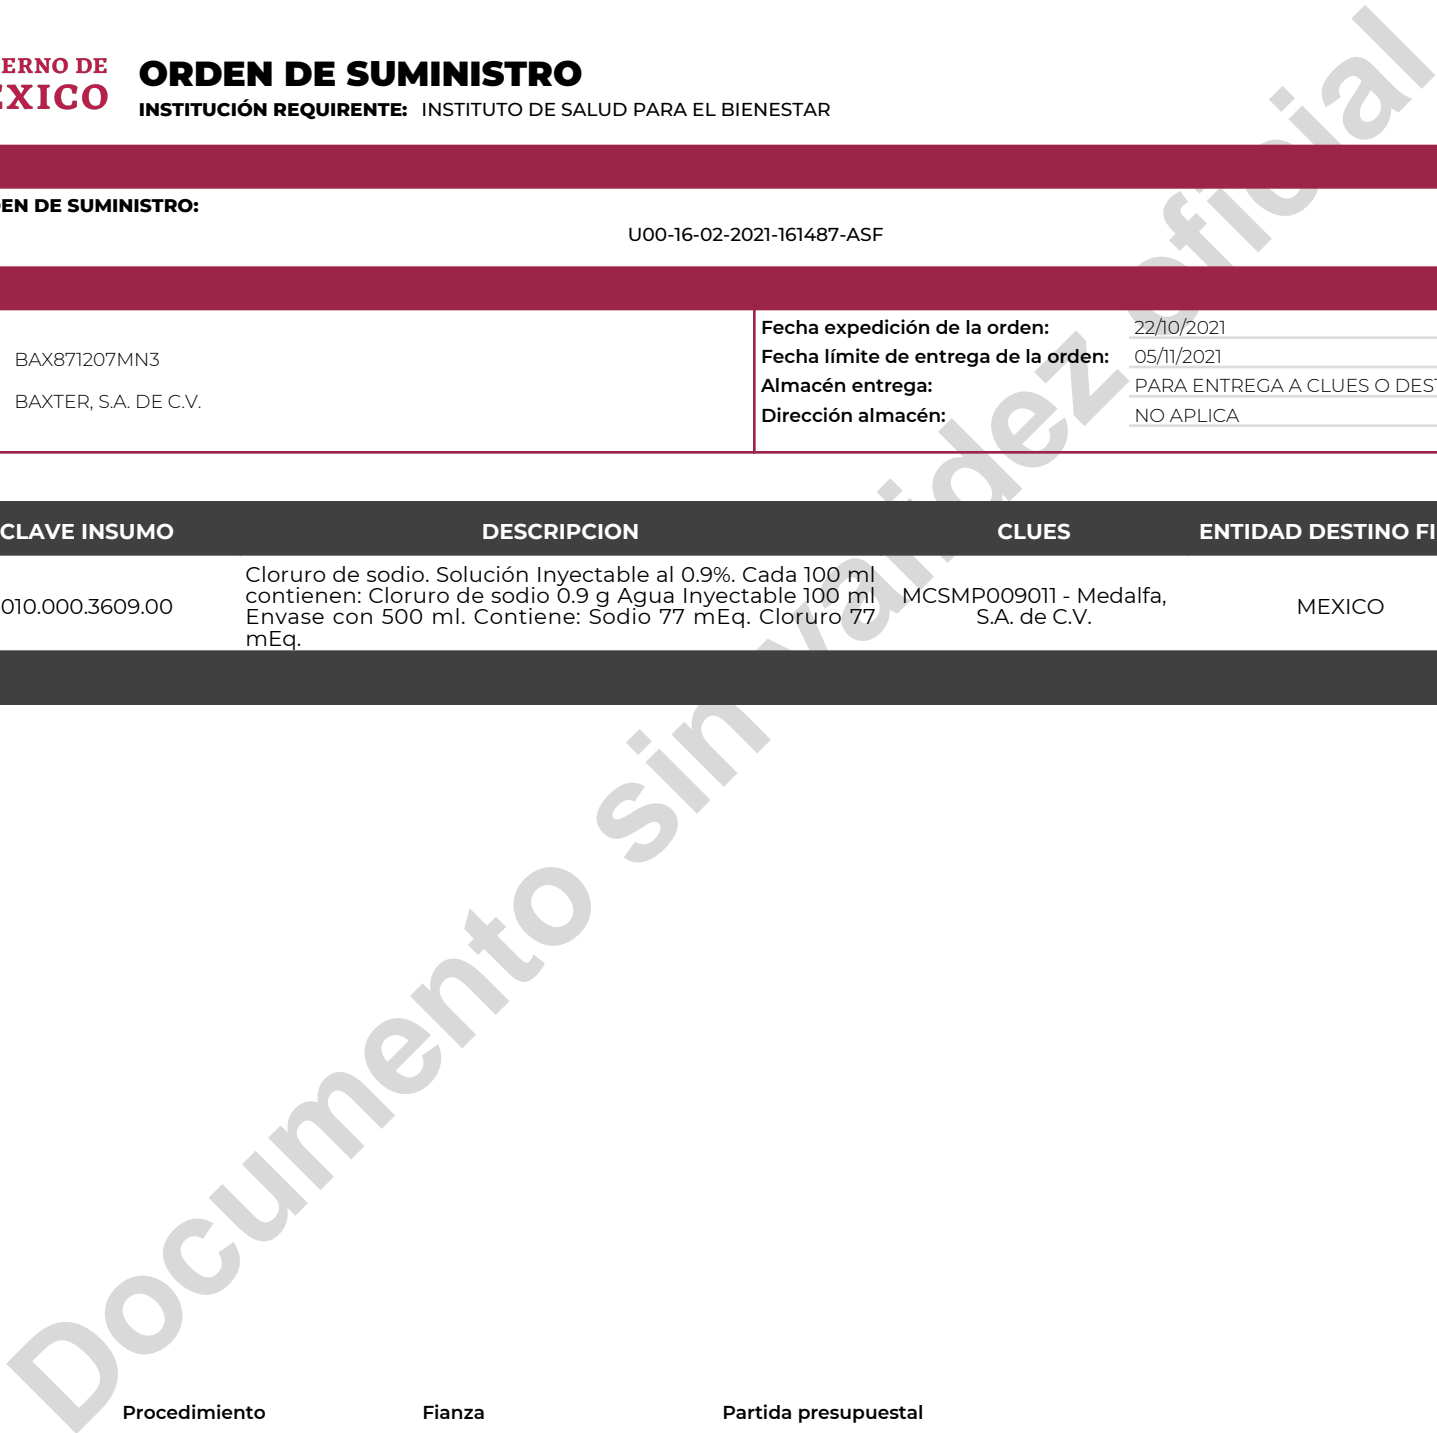 ERNO DE
ORDEN DE SUMINISTRO
EXICO
INSTITUCIÓN REQUIRENTE: INSTITUTO DE SALUD PARA EL BIENESTAR
EN DE SUMINISTRO:
U00-16-02-2021-161487-ASF
BAX871207MN3
BAXTER, S.A. DE C.V.
Fecha expedición de la orden: 22/10/2021
Fecha límite de entrega de la orden: 05/11/2021
Almacén entrega: PARA ENTREGA A CLUES O DEST
Dirección almacén: NO APLICA
CLAVE INSUMO DESCRIPCION CLUES ENTIDAD DESTINO FI
010.000.3609.00
Cloruro de sodio. Solución Inyectable al 0.9%. Cada 100 ml
contienen: Cloruro de sodio 0.9 g Agua Inyectable 100 ml
Envase con 500 ml. Contiene: Sodio 77 mEq. Cloruro 77
mEq.
MCSMP009011 - Medalfa,
S.A. de C.V.
MEXICO
Documento sin validez oficial
Procedimiento Fianza Partida presupuestal